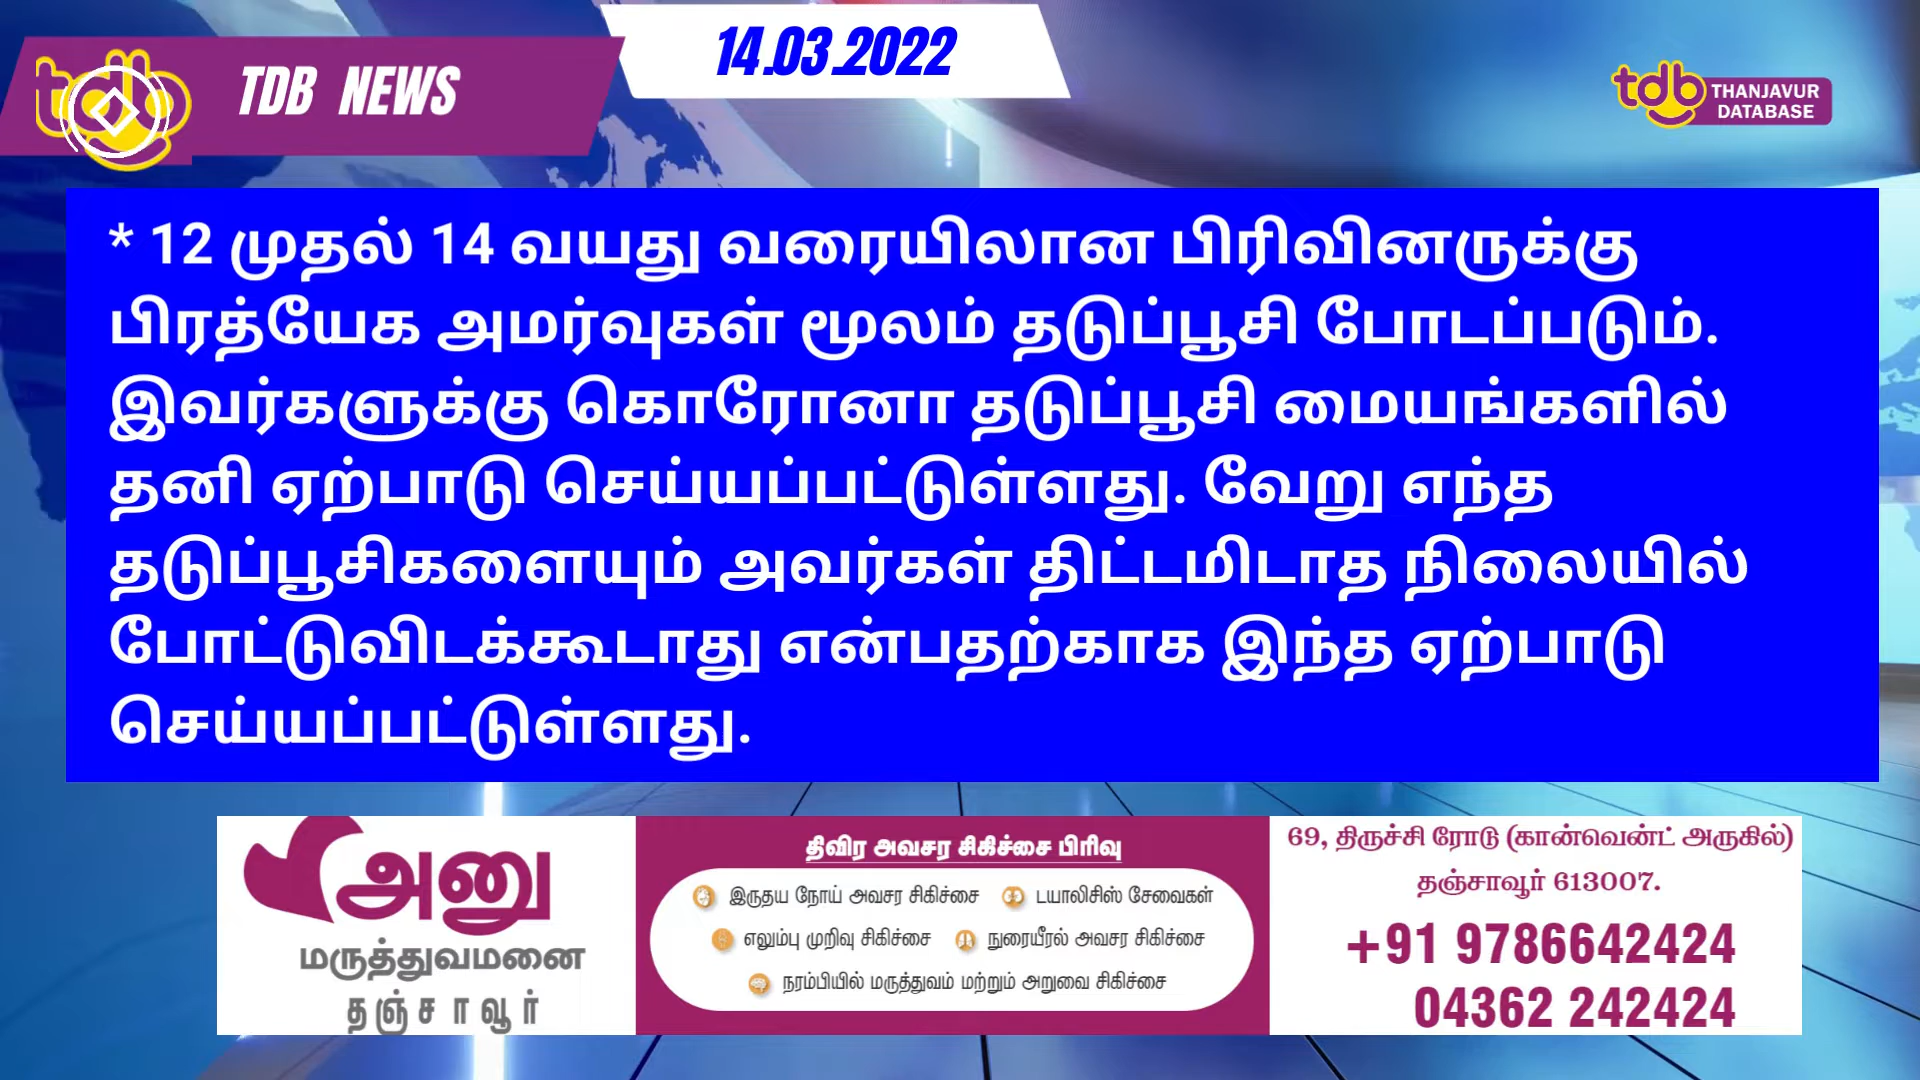 14.03.2022
tdb TDB NEWS
tdb THANJAVUR
DATABASE
* 12 முதல் 14 வயது வரையிலான பிரிவினருக்கு
பிரத்யேக அமர்வுகள் மூலம் தடுப்பூசி போடப்படும்.
இவர்களுக்கு கொரோனா தடுப்பூசி மையங்களில்
தனி ஏற்பாடு செய்யப்பட்டுள்ளது. வேறு எந்த
தடுப்பூசிகளையும் அவர்கள் திட்டமிடாத நிலையில்
போட்டுவிடக்கூடாது என்பதற்காக இந்த ஏற்பாடு
செய்யப்பட்டுள்ளது.
அனு
மருத்துவமனை
தஞ்சாவூர்
திவிர அவசர சிகிச்சை பிரிவு
இருதய நோய் அவசர சிகிச்சை டயாலிசிஸ் சேவைகள்
எலும்பு முறிவு சிகிச்சை நுரையீரல் அவசர சிகிச்சை
நரம்பியில் மருத்துவம் மற்றும் அறுவை சிகிச்சை
69, திருச்சி ரோடு (கான்வென்ட் அருகில்)
தஞ்சாவூர் 613007.
+91 9786642424
04362 242424